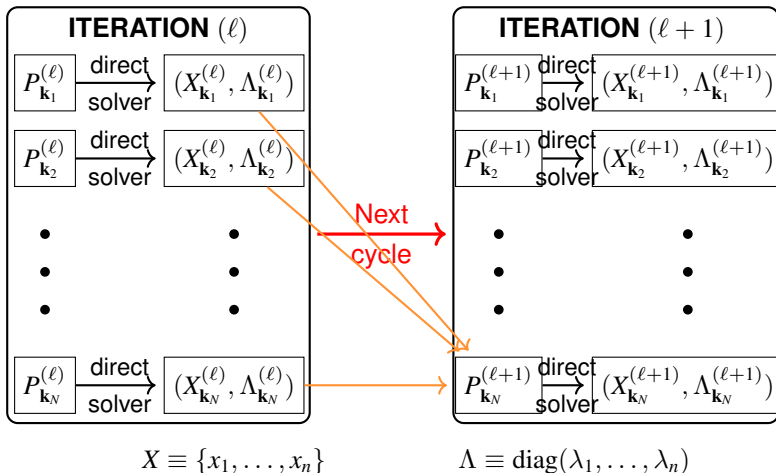 ITERATION (ℓ) ITERATION (ℓ + 1)
P_{k_1}^{(ℓ)} direct solver (X_{k_1}^{(ℓ)}, Λ_{k_1}^{(ℓ)}) P_{k_1}^{(ℓ+1)} direct solver (X_{k_1}^{(ℓ+1)}, Λ_{k_1}^{(ℓ+1)})
P_{k_2}^{(ℓ)} direct solver (X_{k_2}^{(ℓ)}, Λ_{k_2}^{(ℓ)}) P_{k_2}^{(ℓ+1)} direct solver (X_{k_2}^{(ℓ+1)}, Λ_{k_2}^{(ℓ+1)})
Next
cycle
P_{k_N}^{(ℓ)} direct solver (X_{k_N}^{(ℓ)}, Λ_{k_N}^{(ℓ)}) P_{k_N}^{(ℓ+1)} direct solver (X_{k_N}^{(ℓ+1)}, Λ_{k_N}^{(ℓ+1)})
X ≡ {x_1, . . . , x_n} Λ ≡ diag(λ_1, . . . , λ_n)